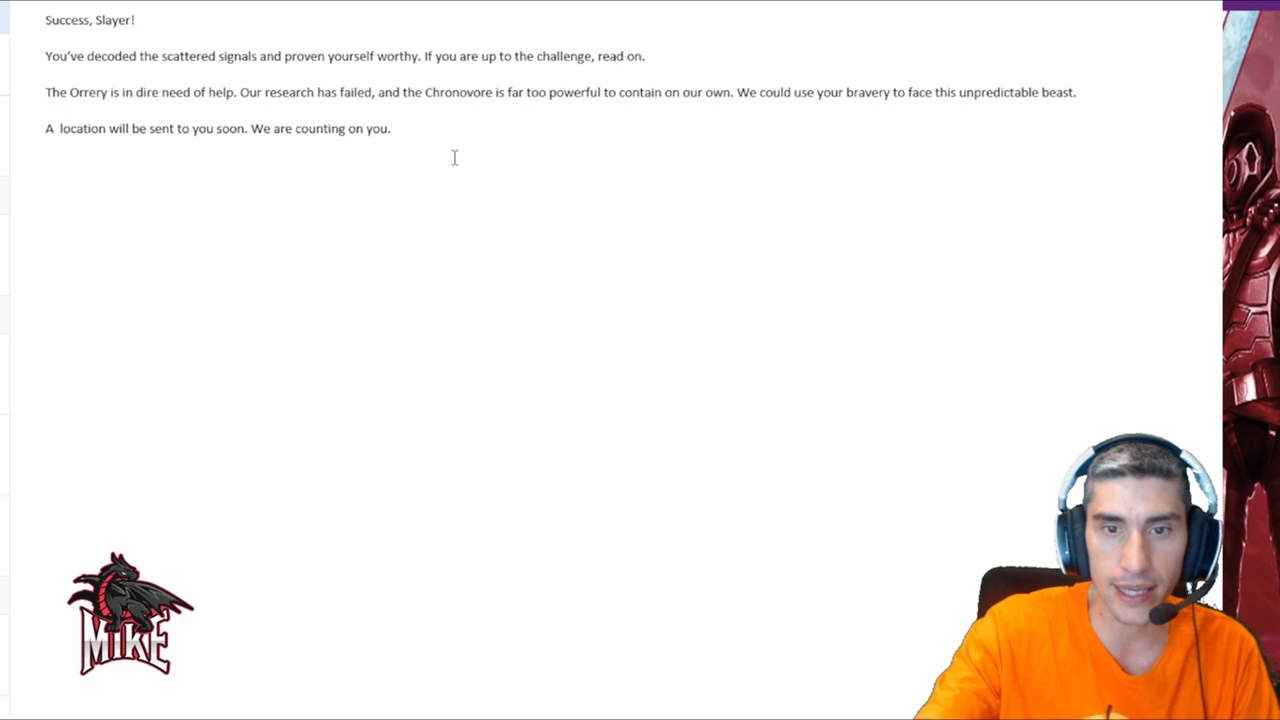 Success, Slayer!
You’ve decoded the scattered signals and proven yourself worthy. If you are up to the challenge, read on.
The Orrery is in dire need of help. Our research has failed, and the Chronovore is far too powerful to contain on our own. We could use your bravery to face this unpredictable beast.
A  location will be sent to you soon. We are counting on you.
MIKE